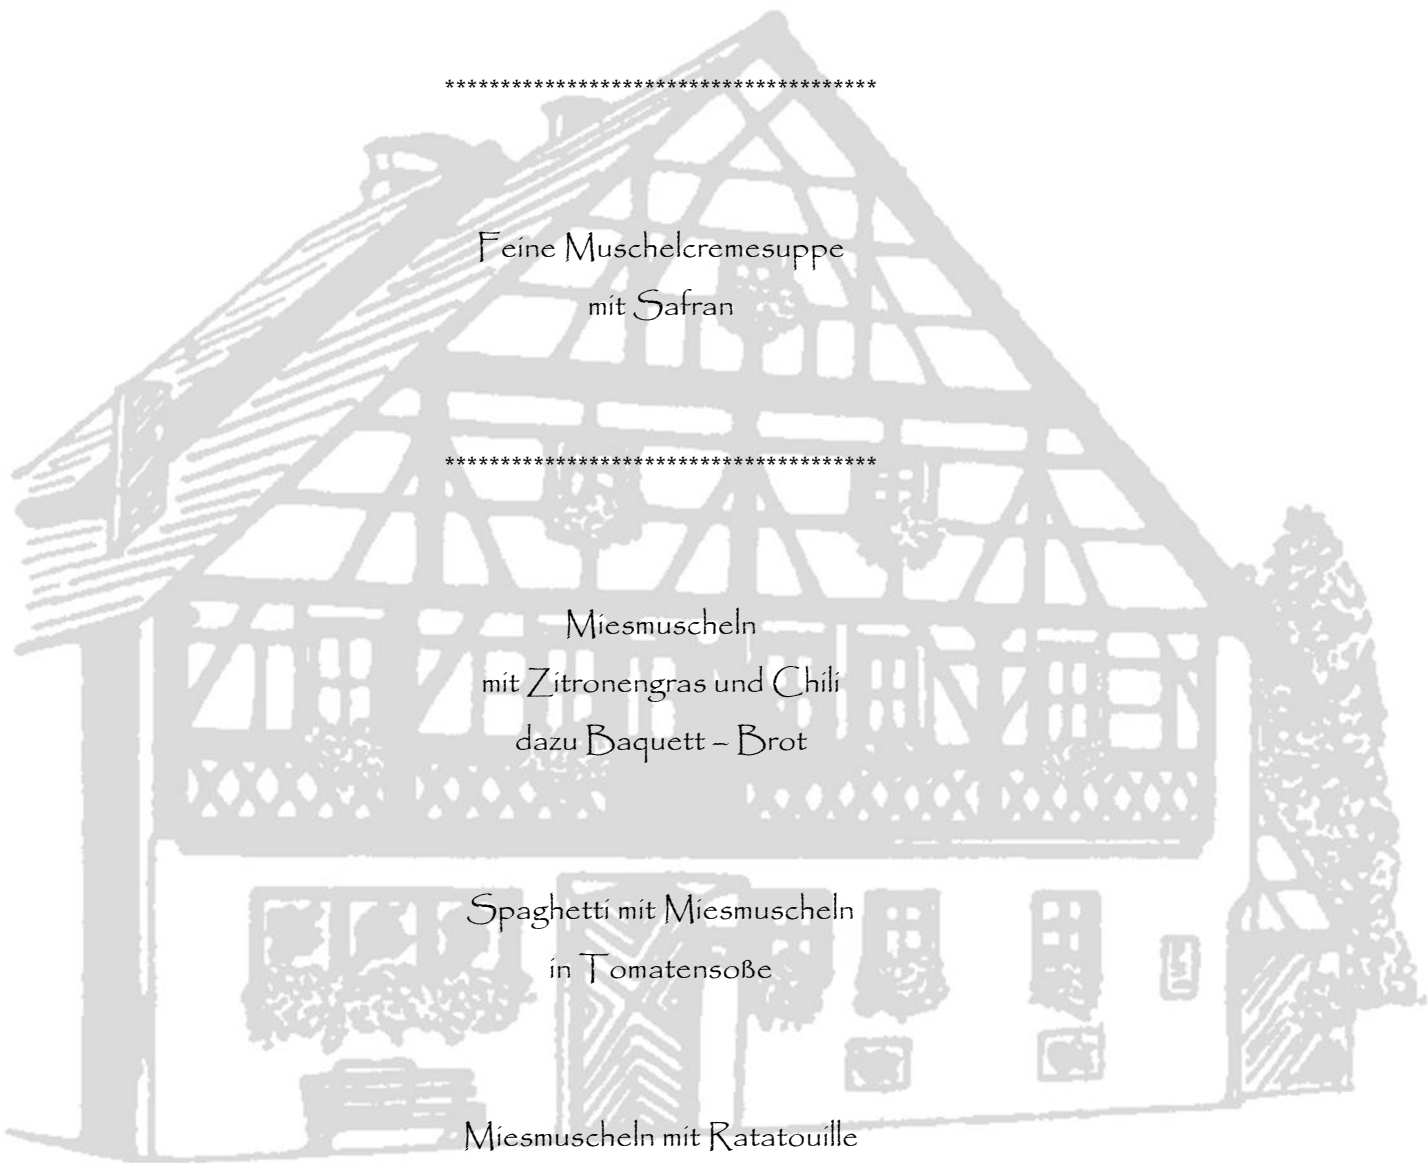 ***************************************
Feine Muschelcremesuppe
mit Safran
***************************************
Miesmuscheln
mit Zitronengras und Chili
dazu Baquett – Brot
Spaghetti mit Miesmuscheln
in Tomatensoße
Miesmuscheln mit Ratatouille